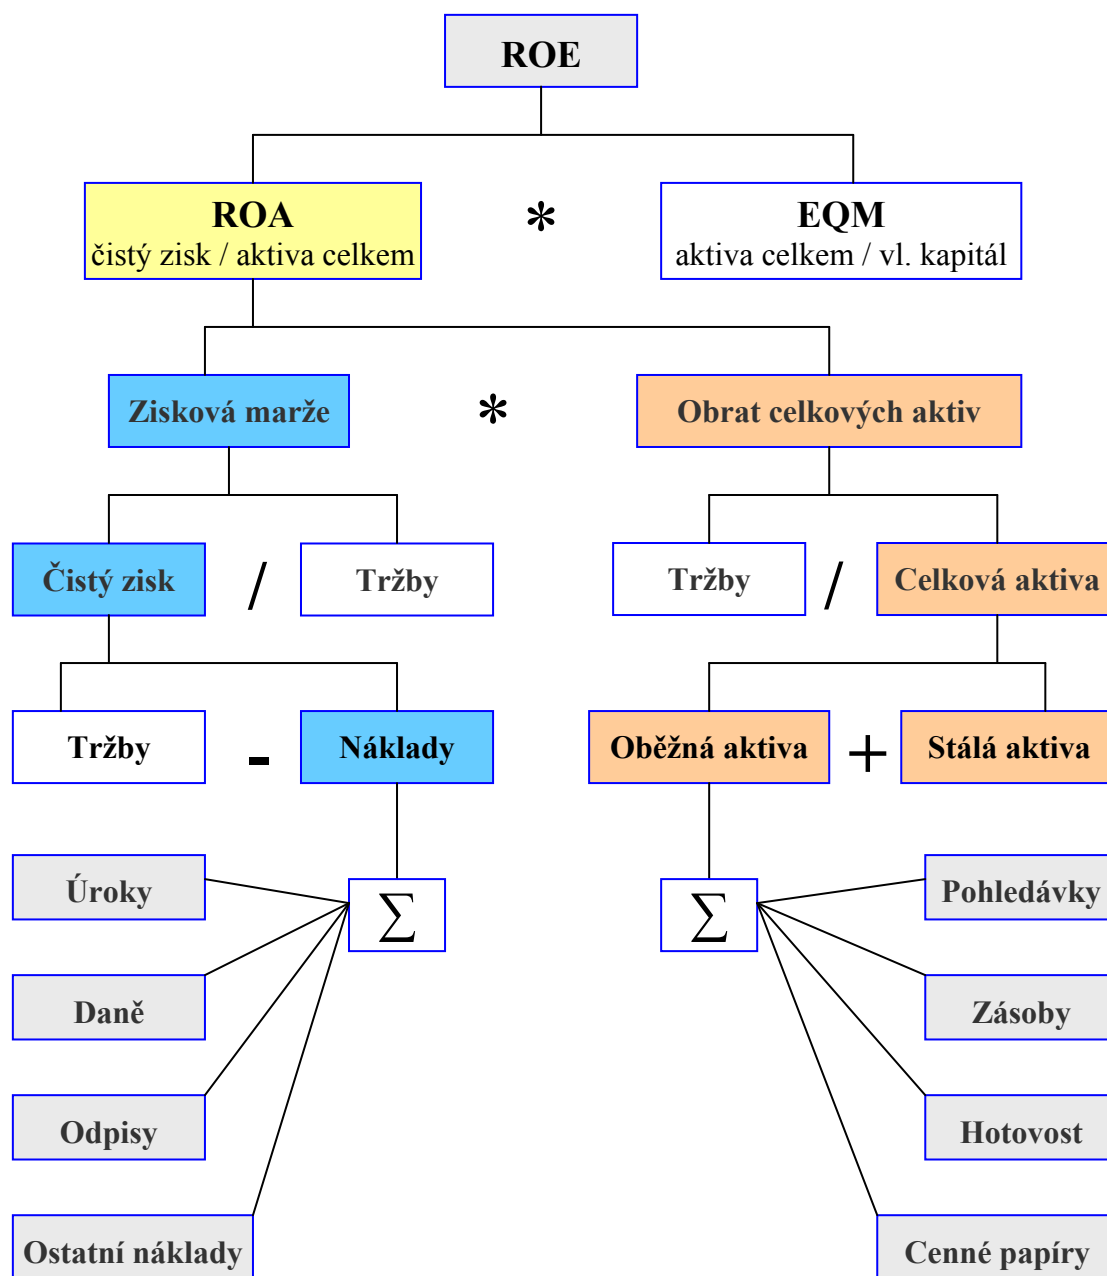 ROE
ROA
čistý zisk / aktiva celkem
*
EQM
aktiva celkem / vl. kapitál
Zisková marže
*
Obrat celkových aktiv
Čistý zisk
/
Tržby
Tržby
/
Celková aktiva
Tržby
-
Náklady
Oběžná aktiva
+
Stálá aktiva
Úroky
∑
∑
Pohledávky
Daně
Zásoby
Odpisy
Hotovost
Ostatní náklady
Cenné papíry